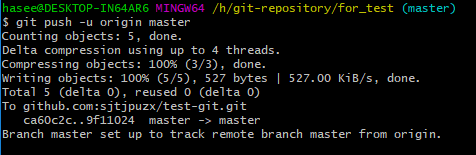 hasee@DESKTOP-IN64AR6 MINGW64 /h/git-repository/for_test (master)
$ git push -u origin master
Counting objects: 5, done.
Delta compression using up to 4 threads.
Compressing objects: 100% (3/3), done.
Writing objects: 100% (5/5), 527 bytes | 527.00 KiB/s, done.
Total 5 (delta 0), reused 0 (delta 0)
To github.com:sjtjpuzx/test-git.git
   ca60c2c..9f11024  master -> master
Branch master set up to track remote branch master from origin.